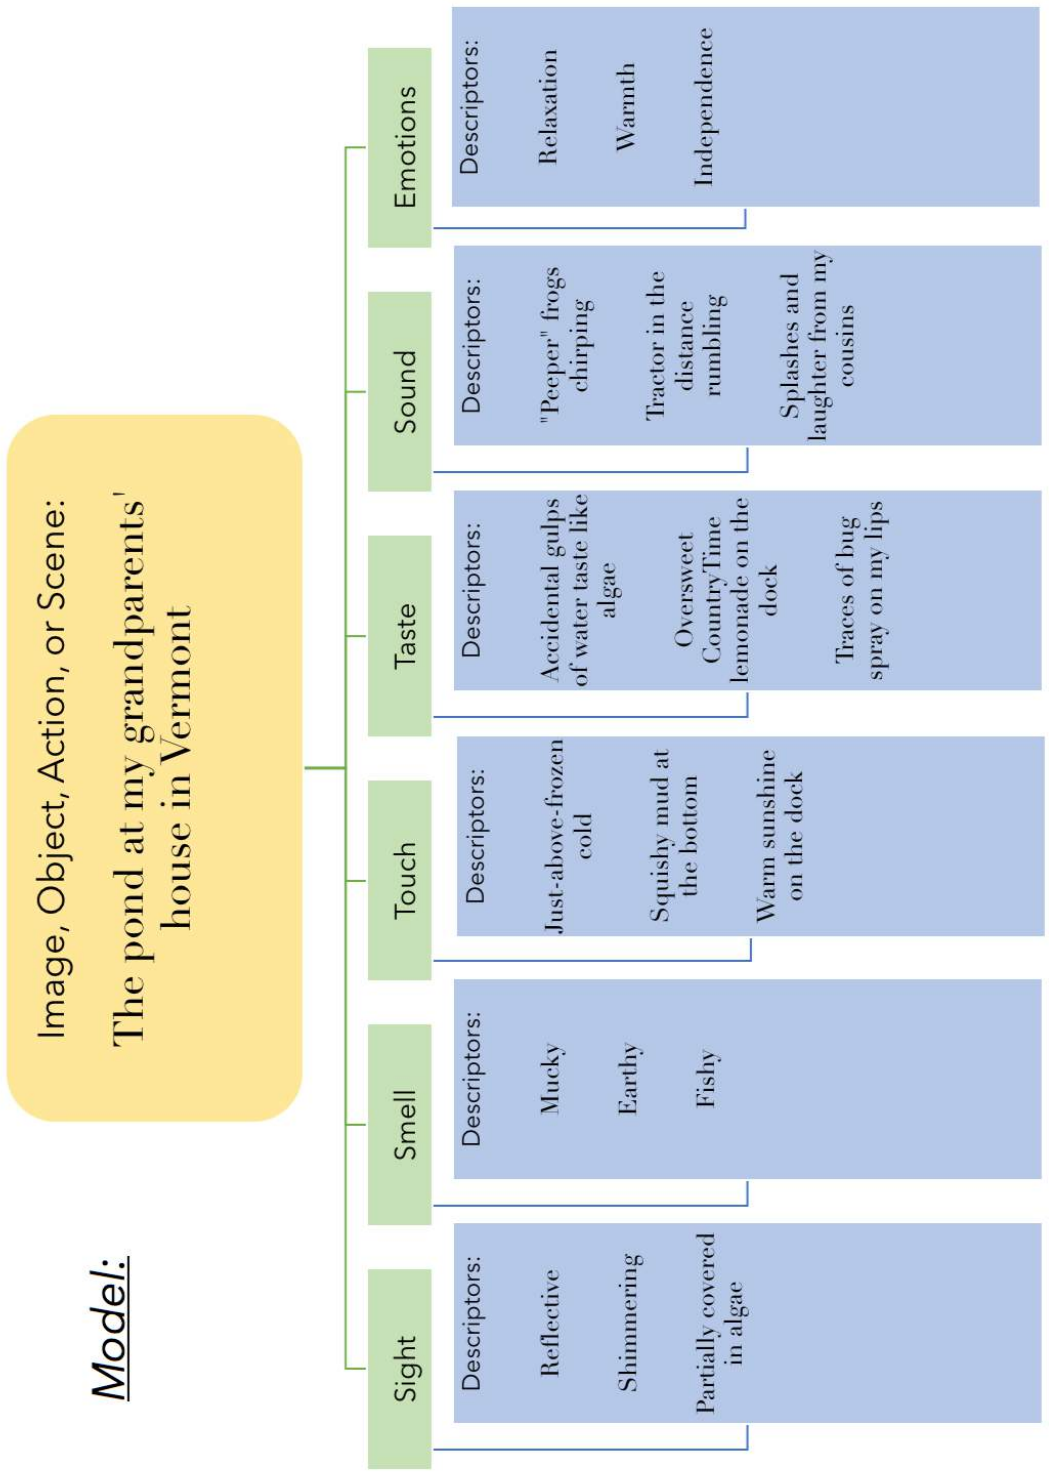 Model:
Image, Object, Action, or Scene:
The pond at my grandparents'
house in Vermont
Sight
Descriptors:
Reflective
Shimmering
Partially covered
in algae
Smell
Descriptors:
Mucky
Earthy
Fishy
Touch
Descriptors:
Just-above-frozen
cold
Squishy mud at
the bottom
Warm sunshine
on the dock
Taste
Descriptors:
Accidental gulps
of water taste like
algae
Oversweet
CountryTime
lemonade on the
dock
Traces of bug
spray on my lips
Sound
Descriptors:
"Peeper" frogs
chirping
Tractor in the
distance
rumbling
Splashes and
laughter from my
cousins
Emotions
Descriptors:
Relaxation
Warmth
Independence